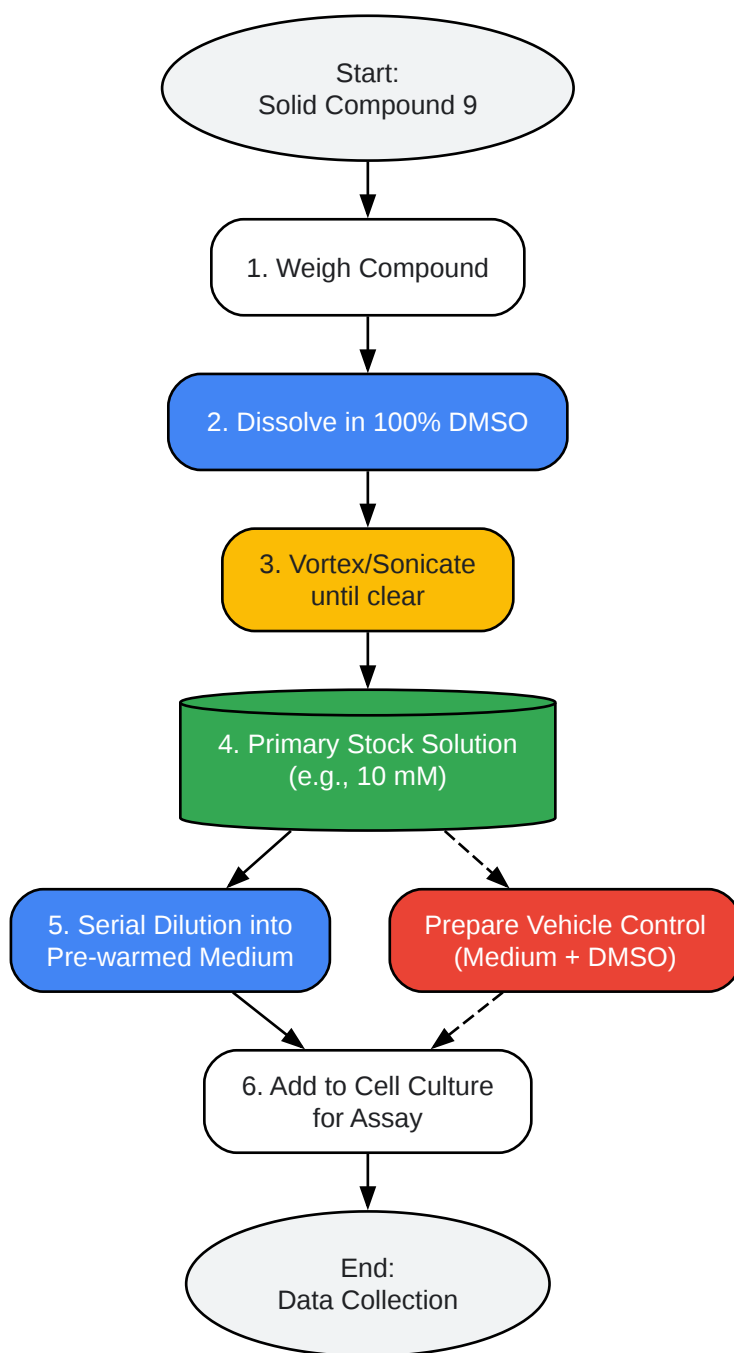 Start:
Solid Compound 9
1. Weigh Compound
2. Dissolve in 100% DMSO
3. Vortex/Sonicate
until clear
4. Primary Stock Solution
(e.g., 10 mM)
5. Serial Dilution into
Pre-warmed Medium
Prepare Vehicle Control
(Medium + DMSO)
6. Add to Cell Culture
for Assay
End:
Data Collection